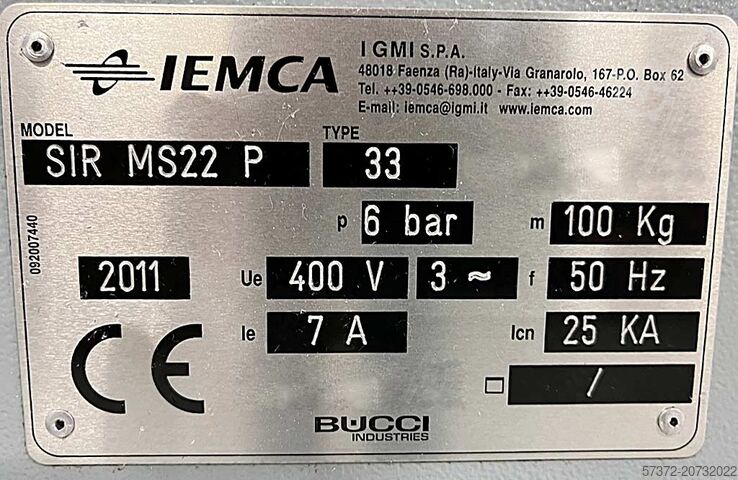 IEMCA
I GMI S.P.A.
48018 Faenza (Ra)-Italy-Via Granarolo, 167-P.O. Box 62
Tel. ++39-0546-698.000 - Fax: ++39-0546-46224
E-mail: iemca@igmi.it www.iemca.com
MODEL TYPE
SIR MS22 P 33
p 6 bar m 100 Kg
092007440
2011 Ue 400 V 3 ~ f 50 Hz
Ie 7 A Icn 25 KA
CE
/
BUCCI
INDUSTRIES
57372-20732022